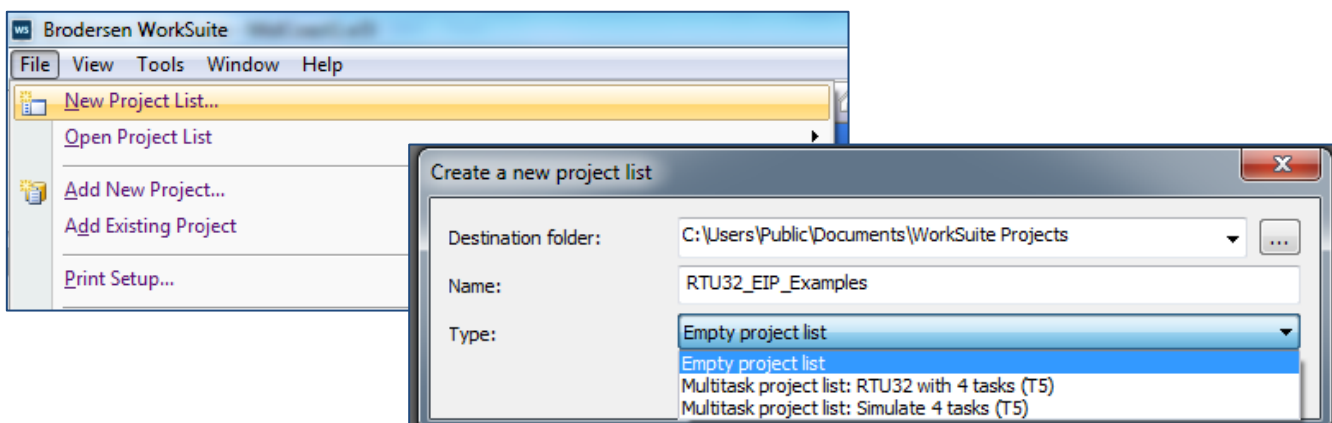 WS Brodersen WorkSuite
File View Tools Window Help
New Project List...
Open Project List
Add New Project...
Add Existing Project
Print Setup...
Create a new project list
Destination folder: C:\Users\Public\Documents\WorkSuite Projects ...
Name: RTU32_EIP_Examples
Type: Empty project list
Empty project list
Multitask project list: RTU32 with 4 tasks (T5)
Multitask project list: Simulate 4 tasks (T5)